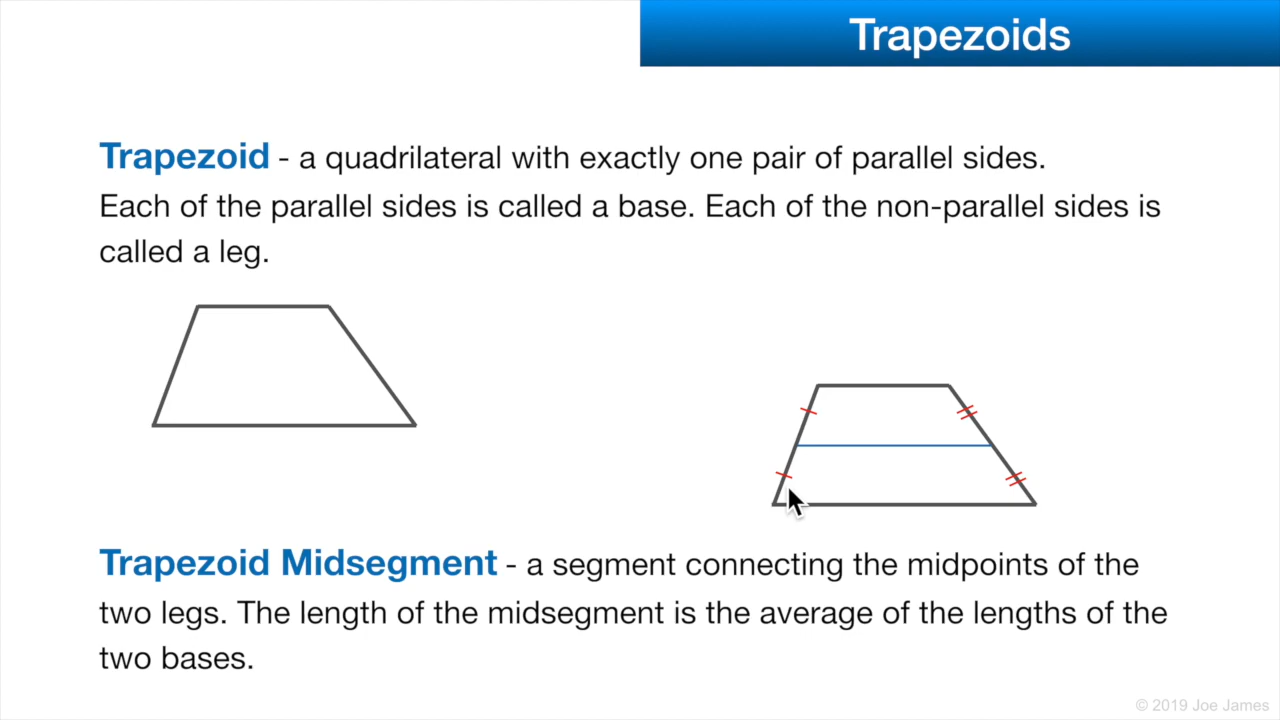 Trapezoids
Trapezoid - a quadrilateral with exactly one pair of parallel sides.
Each of the parallel sides is called a base. Each of the non-parallel sides is
called a leg.
Trapezoid Midsegment - a segment connecting the midpoints of the
two legs. The length of the midsegment is the average of the lengths of the
two bases.
© 2019 Joe James